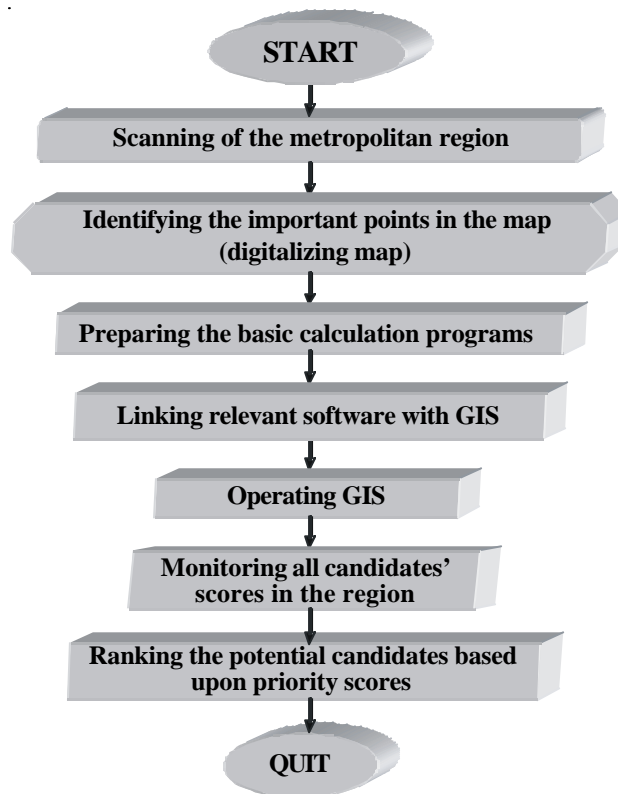 START
Scanning of the metropolitan region
Identifying the important points in the map
(digitalizing map)
Preparing the basic calculation programs
Linking relevant software with GIS
Operating GIS
Monitoring all candidates’
scores in the region
Ranking the potential candidates based
upon priority scores
QUIT